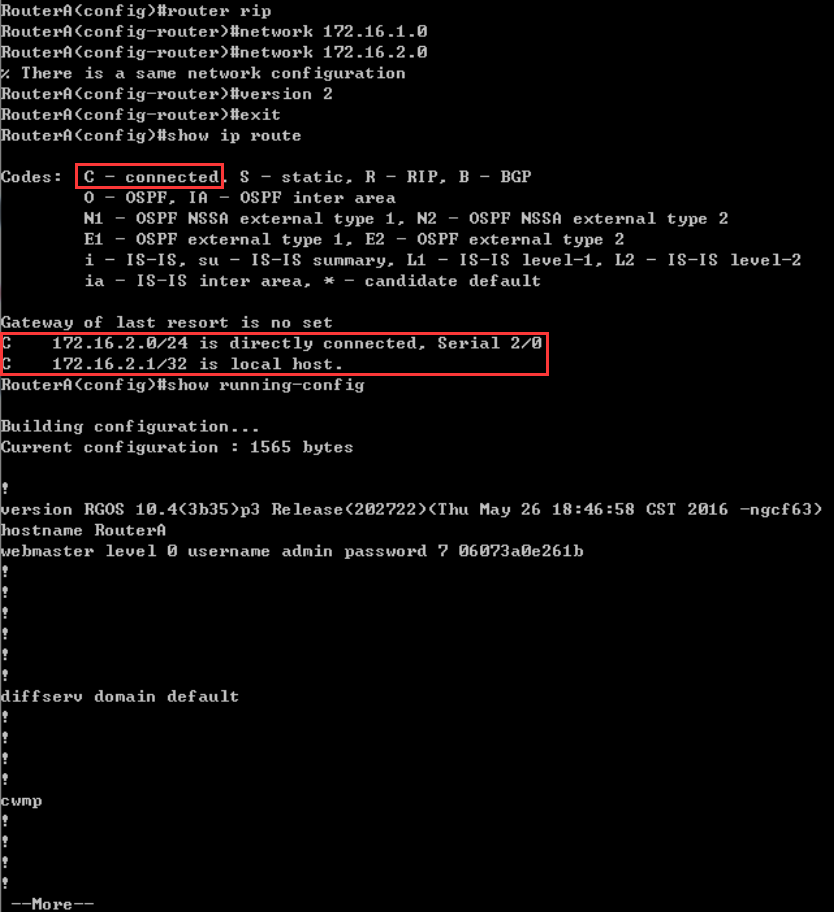 RouterA(config)#router rip
RouterA(config-router)#network 172.16.1.0
RouterA(config-router)#network 172.16.2.0
% There is a same network configuration
RouterA(config-router)#version 2
RouterA(config-router)#exit
RouterA(config)#show ip route
Codes:  C - connected, S - static, R - RIP, B - BGP
        O - OSPF, IA - OSPF inter area
        N1 - OSPF NSSA external type 1, N2 - OSPF NSSA external type 2
        E1 - OSPF external type 1, E2 - OSPF external type 2
        i - IS-IS, su - IS-IS summary, L1 - IS-IS level-1, L2 - IS-IS level-2
        ia - IS-IS inter area, * - candidate default
Gateway of last resort is no set
C    172.16.2.0/24 is directly connected, Serial 2/0
C    172.16.2.1/32 is local host.
RouterA(config)#show running-config
Building configuration...
Current configuration : 1565 bytes
!
version RGOS 10.4(3b35)p3 Release(202722)(Thu May 26 18:46:58 CST 2016 -ngcf63)
hostname RouterA
webmaster level 0 username admin password 7 06073a0e261b
!
!
!
!
!
!
diffserv domain default
!
!
!
!
cwmp
!
!
!
!
 --More--